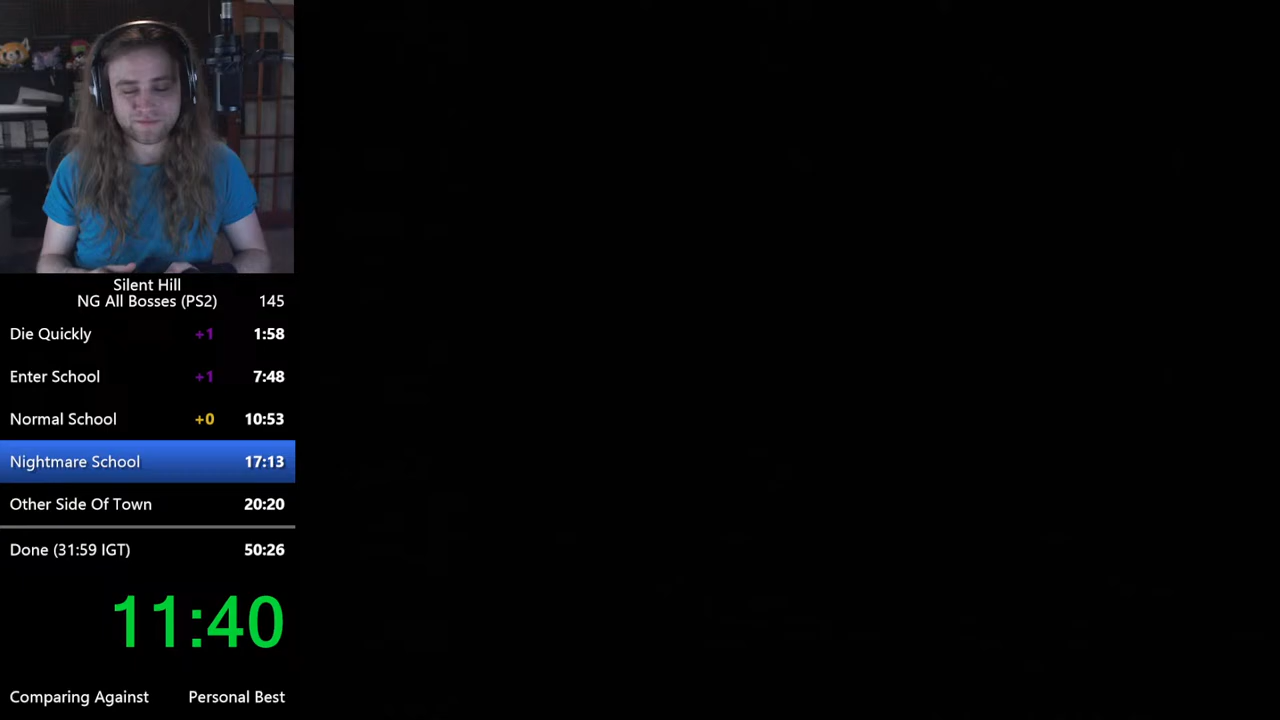 Silent Hill
NG All Bosses (PS2) 145
Die Quickly +1 1:58
Enter School +1 7:48
Normal School +0 10:53
Nightmare School 17:13
Other Side Of Town 20:20
Done (31:59 IGT) 50:26
11:40
Comparing Against Personal Best